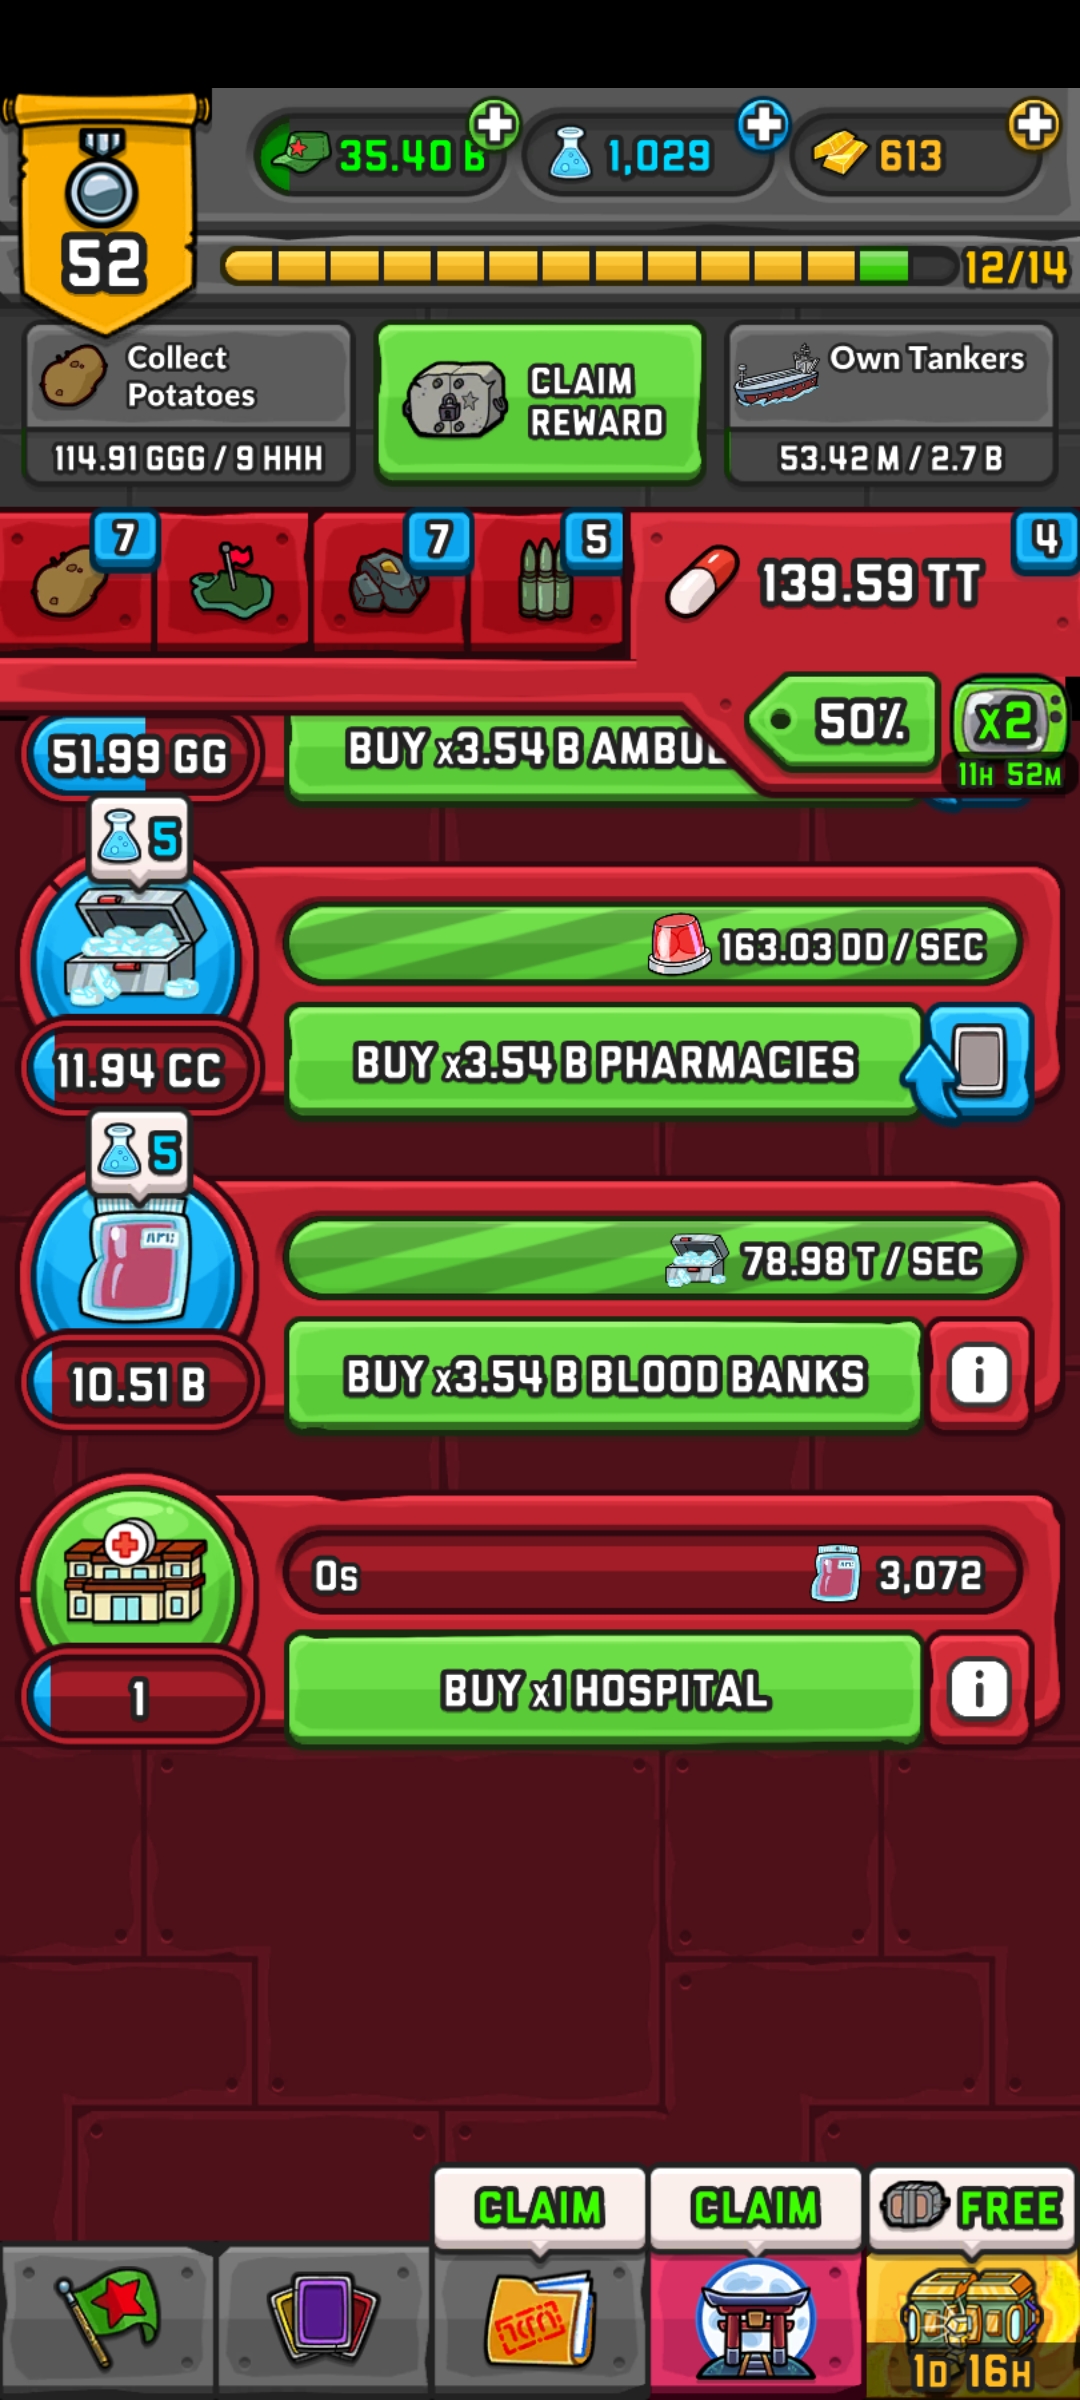 35.40 B
1,029
613
52
12/14
Collect
Potatoes
114.91 GGG / 9 HHH
CLAIM
REWARD
Own Tankers
53.42 M / 2.7 B
7
7
5
4
139.59 TT
50%
x2
11H 52M
51.99 GG
BUY x3.54 B AMBU
5
163.03 DD / SEC
11.94 CC
BUY x3.54 B PHARMACIES
5
78.98 T / SEC
10.51 B
BUY x3.54 B BLOOD BANKS
i
0s
3,072
1
BUY x1 HOSPITAL
i
CLAIM
CLAIM
FREE
1D 16H